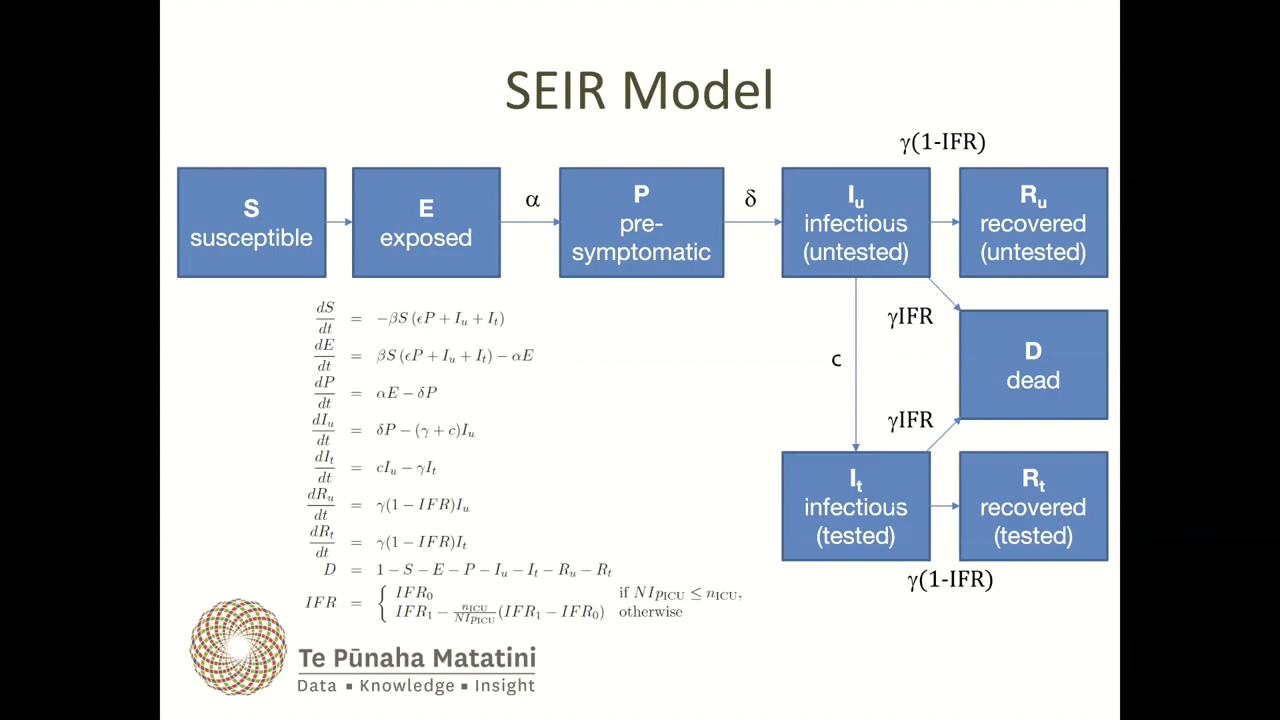 SEIR Model
γ(1-IFR)
S
susceptible
E
exposed
α
P
pre-
symptomatic
δ
Iᵤ
infectious
(untested)
Rᵤ
recovered
(untested)
γIFR
D
dead
c
γIFR
Iₜ
infectious
(tested)
Rₜ
recovered
(tested)
γ(1-IFR)
dS/dt = −βS (ϵP + Iᵤ + Iₜ)
dE/dt = βS (ϵP + Iᵤ + Iₜ) − αE
dP/dt = αE − δP
dIᵤ/dt = δP − (γ + c)Iᵤ
dIₜ/dt = cIᵤ − γIₜ
dRᵤ/dt = γ(1 − IFR)Iᵤ
dRₜ/dt = γ(1 − IFR)Iₜ
D = 1 − S − E − P − Iᵤ − Iₜ − Rᵤ − Rₜ
IFR = { IFR₀ if NIp_ICU ≤ n_ICU,
IFR₁ − n_ICU/NIp_ICU (IFR₁ − IFR₀) otherwise
Te Pūnaha Matatini
Data ▪ Knowledge ▪ Insight